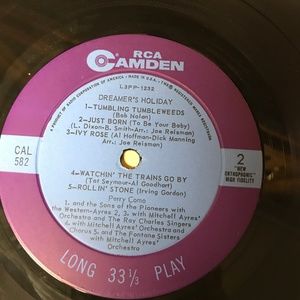 RCA
CAMDEN
A PRODUCT OF RADIO CORPORATION OF AMERICA, CAMDEN, N.J. MADE IN U.S.A.
L2PP-1232
DREAMER'S HOLIDAY
1-TUMBLING TUMBLEWEEDS
(Bob Nolan)
2-JUST BORN (To Be Your Baby)
(L. Dixon-B. Smith-Arr: Joe Reisman)
3-IVY ROSE (Al Hoffman-Dick Manning
Arr: Joe Reisman)
CAL
582
2
"NEW
ORTHOPHONIC"
HIGH FIDELITY
4-WATCHIN' THE TRAINS GO BY
(Tot Seymour-Al Goodhart)
5-ROLLIN' STONE (Irving Gordon)
Perry Como
1- and the Sons of the Pioneers with
the Western-Ayres 2, 3- with Mitchell Ayres'
Orchestra and The Ray Charles Singers
4- with Mitchell Ayres' Orchestra and
Chorus 5- and The Fontane Sisters
with Mitchell Ayres' Orchestra
LONG 33⅓ PLAY